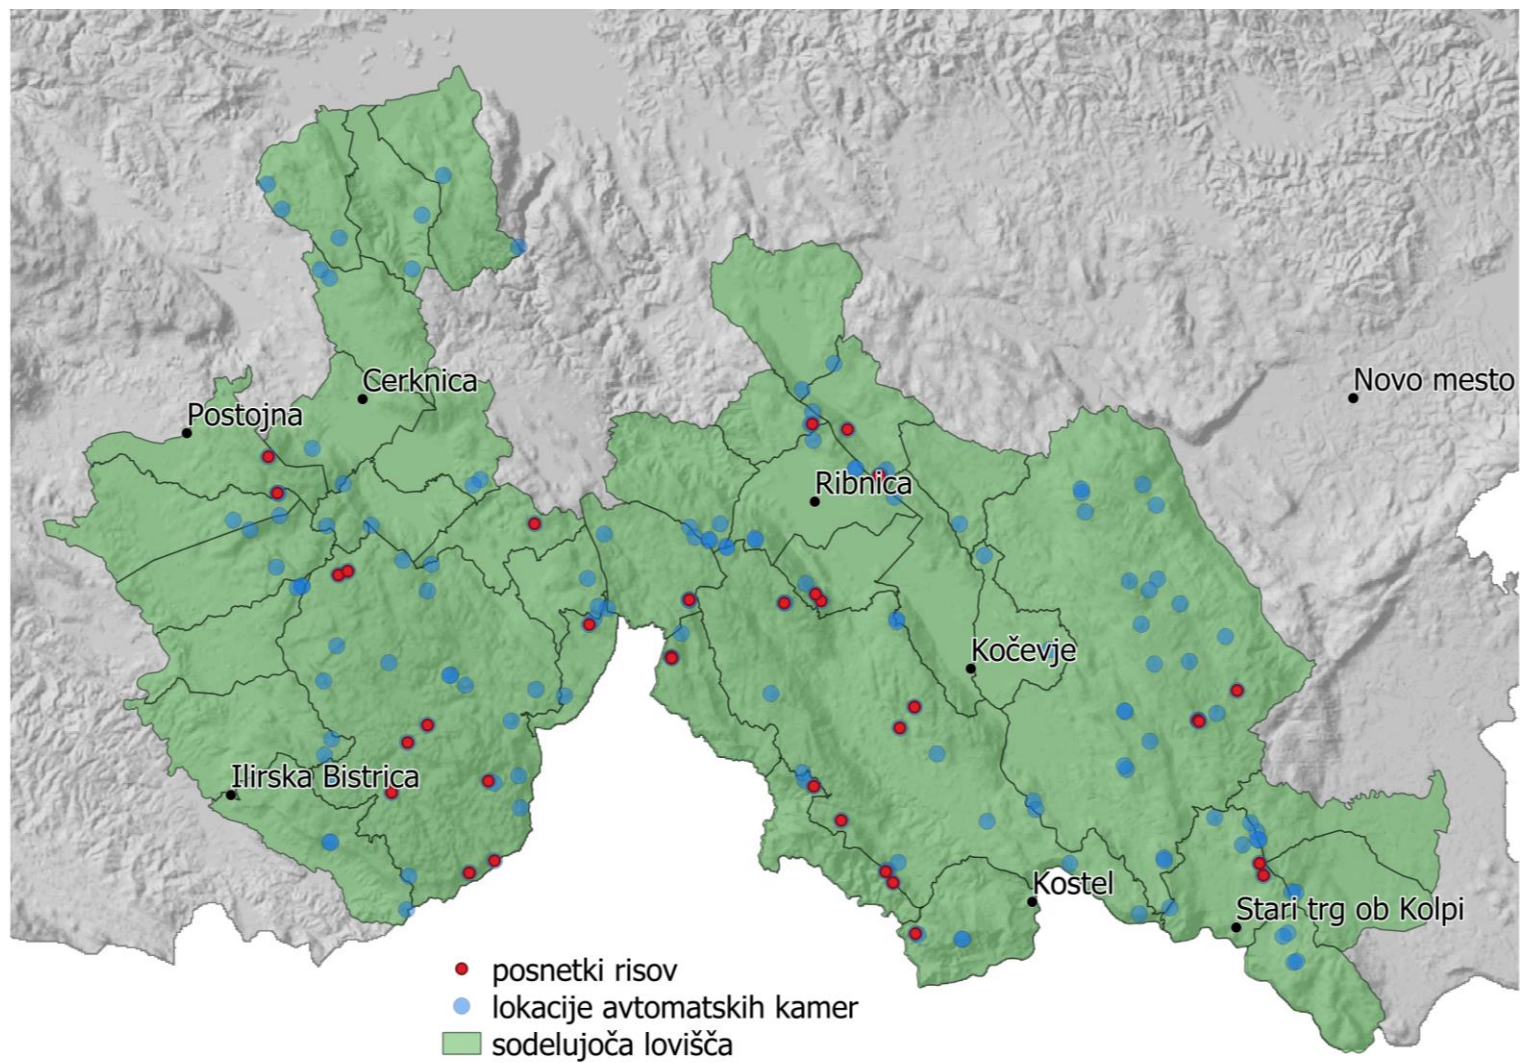 Cerknica
Novo mesto
Postojna
Ribnica
Kočevje
Ilirska Bistrica
Kostel
Stari trg ob Kolpi
posnetki risov
lokacije avtomatskih kamer
sodelujoča lovišča